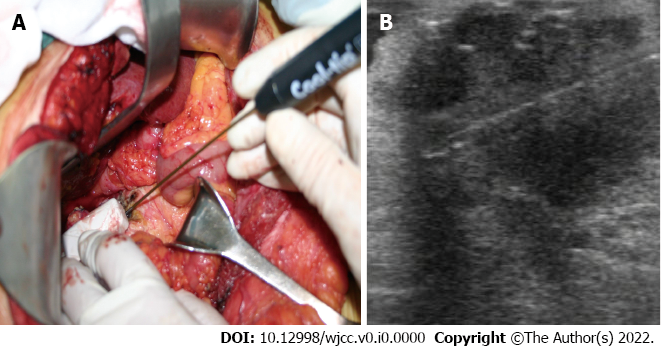 A
B
Cool-tip
DOI: 10.12998/wjcc.v0.i0.0000 Copyright ©The Author(s) 2022.